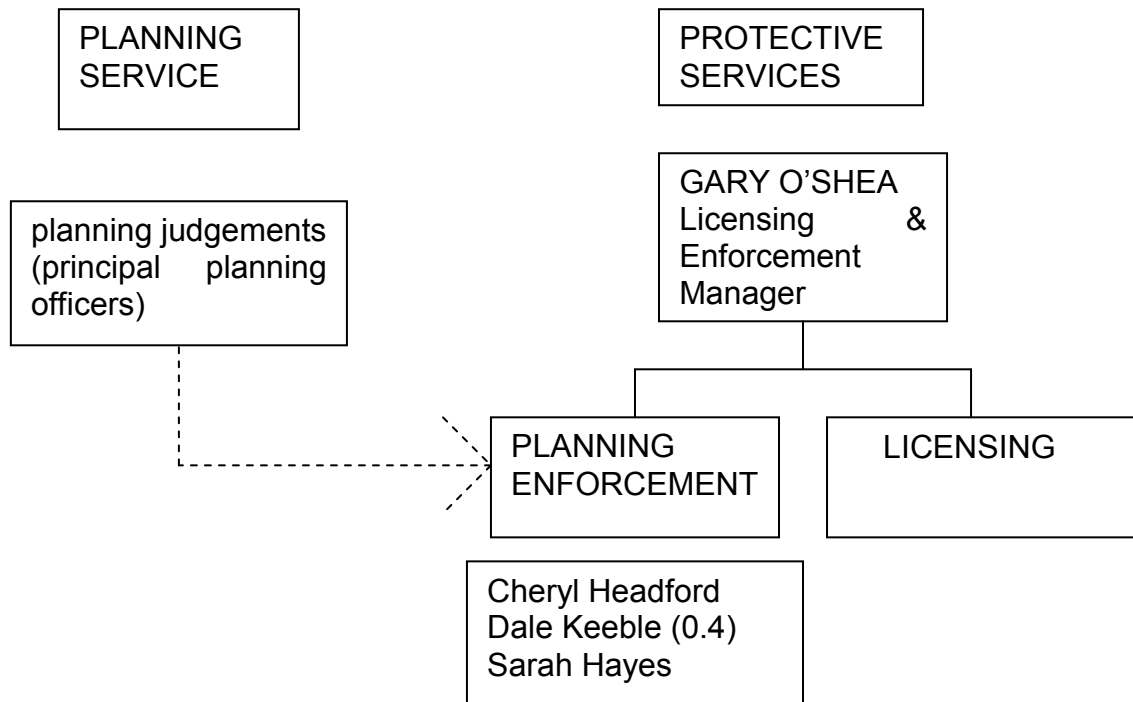 PLANNING
SERVICE
PROTECTIVE
SERVICES
GARY O'SHEA
Licensing &
Enforcement
Manager
planning judgements
(principal planning
officers)
PLANNING
ENFORCEMENT
LICENSING
Cheryl Headford
Dale Keeble (0.4)
Sarah Hayes